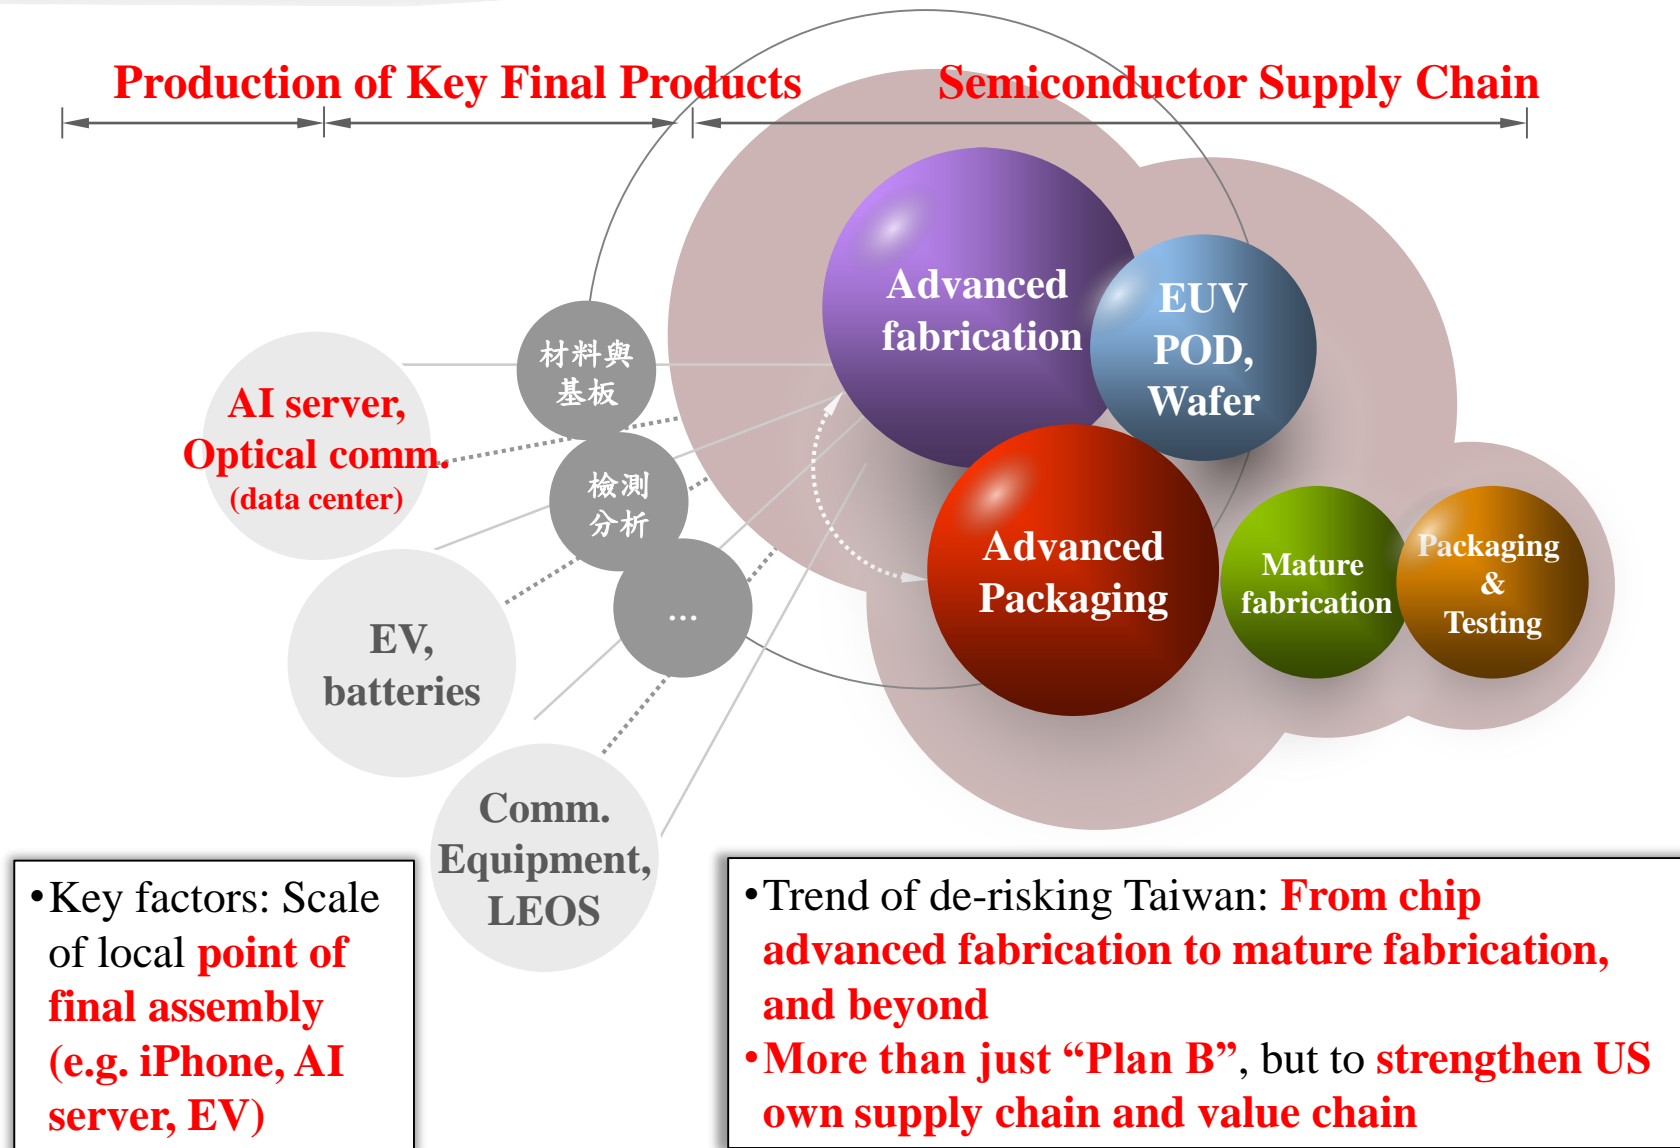 Production of Key Final Products
Semiconductor Supply Chain
Advanced
fabrication
EUV
POD,
Wafer
材料與
基板
AI server,
Optical comm.
(data center)
檢測
分析
Advanced
Packaging
Mature
fabrication
Packaging
&
Testing
...
EV,
batteries
Comm.
Equipment,
LEOS
•Key factors: Scale
of local point of
final assembly
(e.g. iPhone, AI
server, EV)
•Trend of de-risking Taiwan: From chip
advanced fabrication to mature fabrication,
and beyond
•More than just “Plan B”, but to strengthen US
own supply chain and value chain